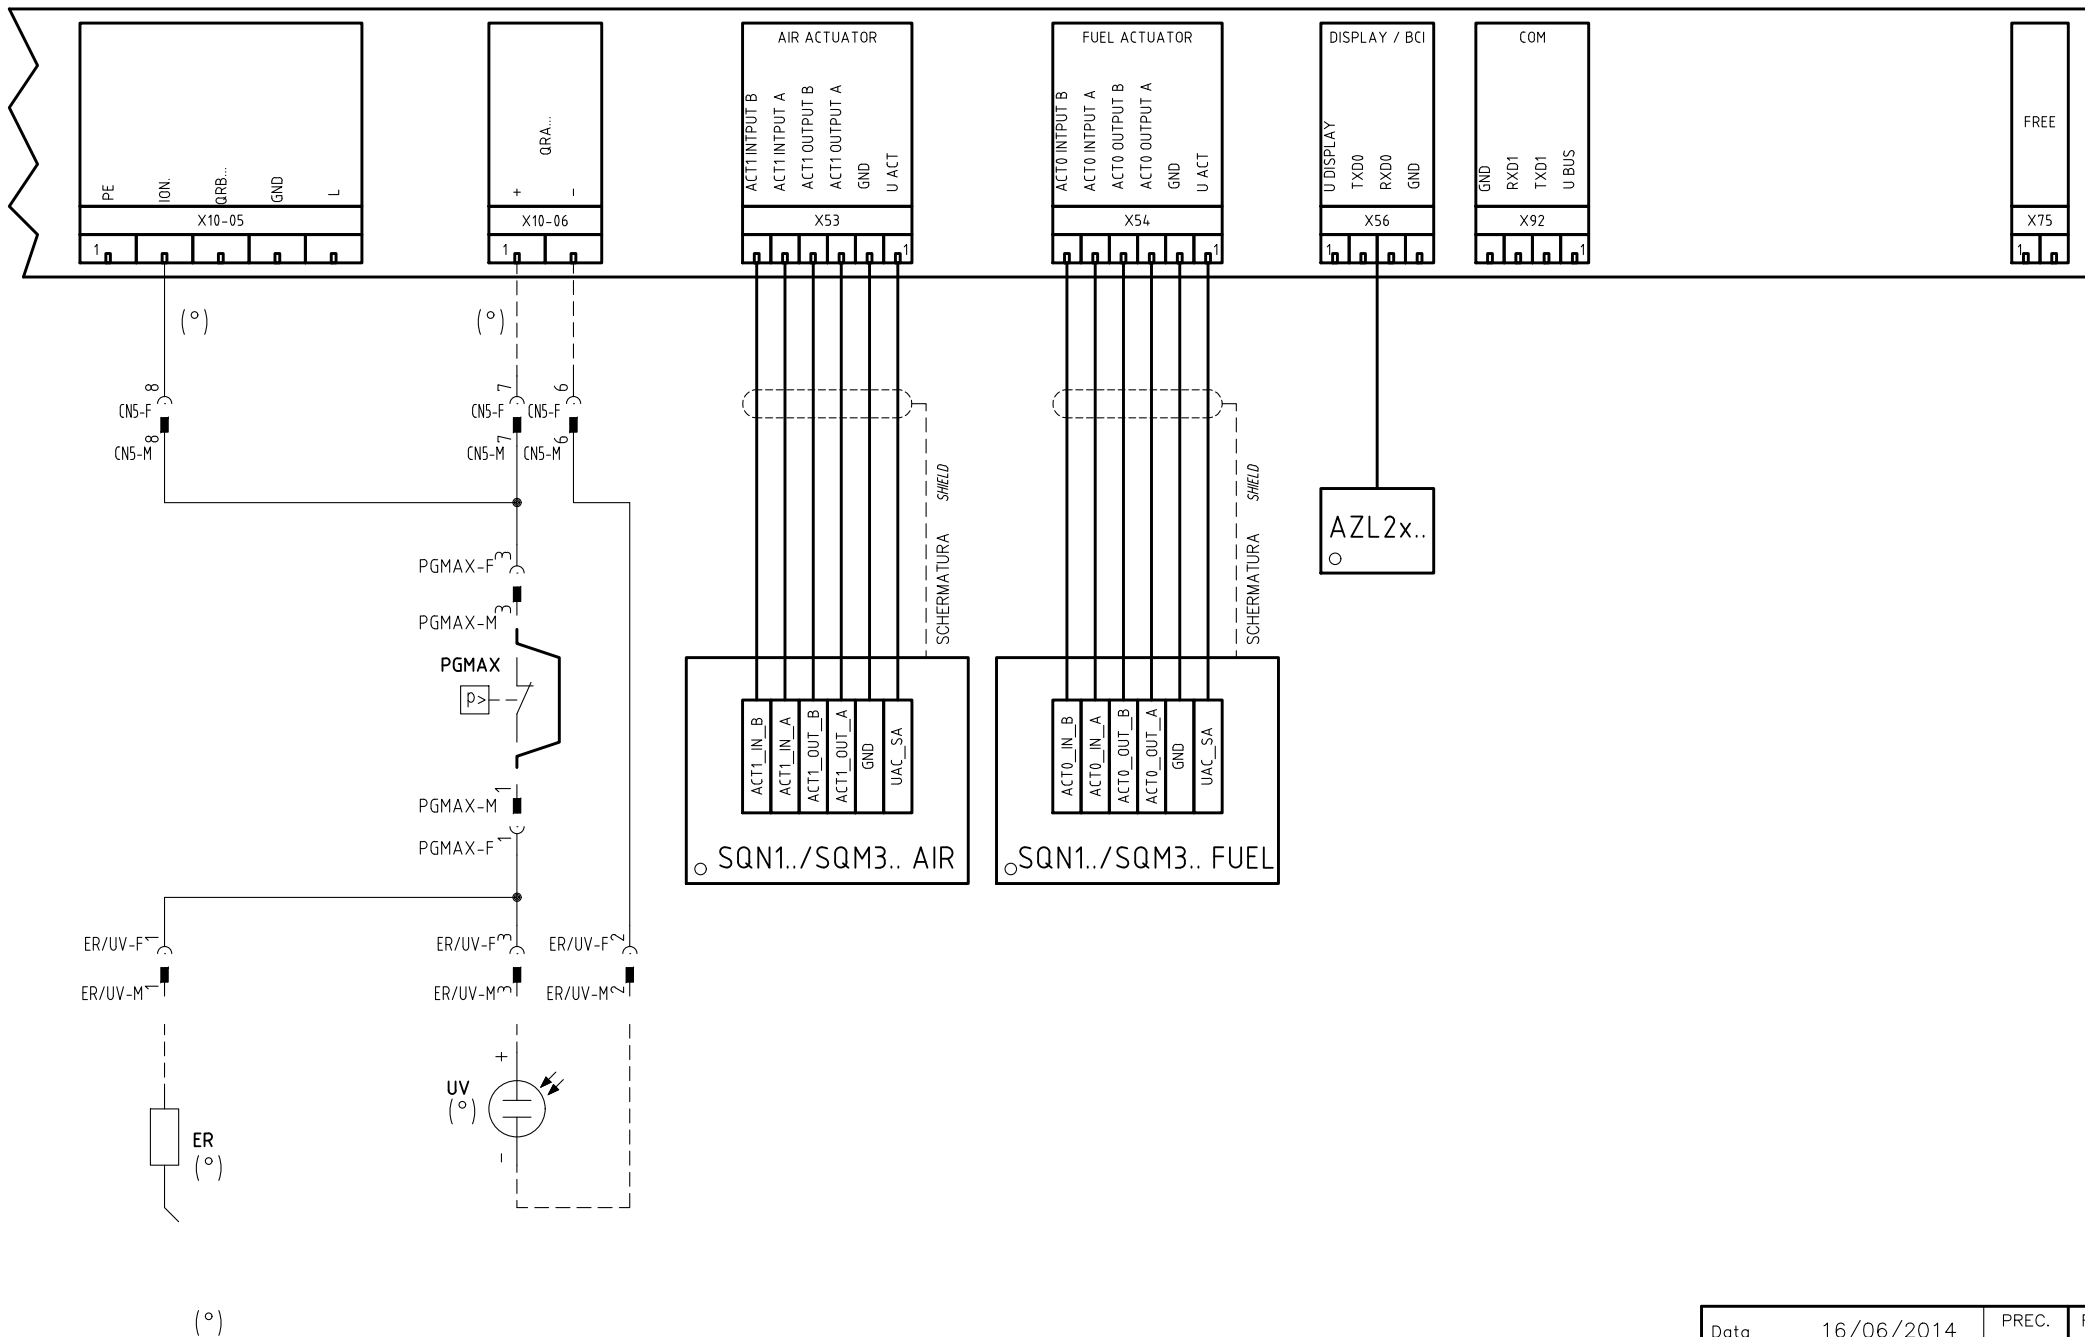 AIR ACTUATOR
FUEL ACTUATOR
DISPLAY / BCI
COM
PE
ION.
QRB...
GND
L
+
QRA...
-
ACT1 INTPUT B
ACT1 INTPUT A
ACT1 OUTPUT B
ACT1 OUTPUT A
GND
U ACT
ACT0 INTPUT B
ACT0 INTPUT A
ACT0 OUTPUT B
ACT0 OUTPUT A
GND
U ACT
U DISPLAY
TXD0
RXD0
GND
GND
RXD1
TXD1
U BUS
FREE
X10-05
X10-06
X53
X54
X56
X92
X75
1
1
1
1
1
1
1
(°)
(°)
8
7
6
CN5-F
CN5-F
CN5-F
8
7
6
CN5-M
CN5-M
CN5-M
SCHERMATURA SHIELD
SCHERMATURA SHIELD
AZL2x..
PGMAX-F 3
PGMAX-M 3
PGMAX
P>
ACT1_IN_B
ACT1_IN_A
ACT1_OUT_B
ACT1_OUT_A
GND
UAC_SA
ACT0_IN_B
ACT0_IN_A
ACT0_OUT_B
ACT0_OUT_A
GND
UAC_SA
PGMAX-M 1
PGMAX-F 1
SQN1../SQM3.. AIR
SQN1../SQM3.. FUEL
ER/UV-F 1
ER/UV-F 3
ER/UV-F 2
ER/UV-M 1
ER/UV-M 3
ER/UV-M 2
+
UV
(°)
-
ER
(°)
(°)
Data 16/06/2014 PREC.